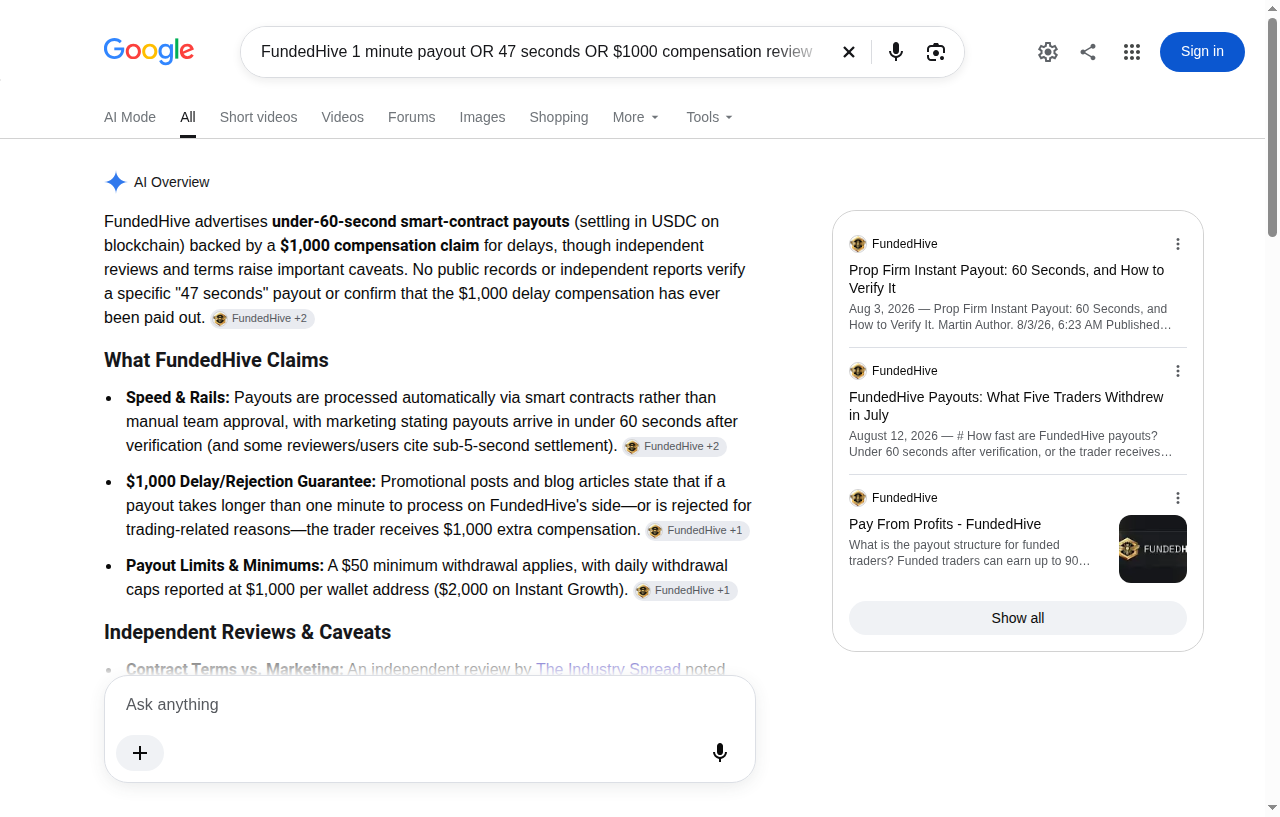 Google
FundedHive 1 minute payout OR 47 seconds OR $1000 compensation review
Sign in
AI Mode
All
Short videos
Videos
Forums
Images
Shopping
More
Tools
AI Overview
FundedHive advertises under-60-second smart-contract payouts (settling in USDC on
blockchain) backed by a $1,000 compensation claim for delays, though independent
reviews and terms raise important caveats. No public records or independent reports verify
a specific "47 seconds" payout or confirm that the $1,000 delay compensation has ever
been paid out. FundedHive +2
What FundedHive Claims
• Speed & Rails: Payouts are processed automatically via smart contracts rather than
manual team approval, with marketing stating payouts arrive in under 60 seconds after
verification (and some reviewers/users cite sub-5-second settlement). FundedHive +2
• $1,000 Delay/Rejection Guarantee: Promotional posts and blog articles state that if a
payout takes longer than one minute to process on FundedHive's side—or is rejected for
trading-related reasons—the trader receives $1,000 extra compensation. FundedHive +1
• Payout Limits & Minimums: A $50 minimum withdrawal applies, with daily withdrawal
caps reported at $1,000 per wallet address ($2,000 on Instant Growth). FundedHive +1
Independent Reviews & Caveats
• Contract Terms vs. Marketing: An independent review by The Industry Spread noted
Ask anything
FundedHive
Prop Firm Instant Payout: 60 Seconds, and How to
Verify It
Aug 3, 2026 — Prop Firm Instant Payout: 60 Seconds, and
How to Verify It. Martin Author. 8/3/26, 6:23 AM Published…
FundedHive
FundedHive Payouts: What Five Traders Withdrew
in July
August 12, 2026 — # How fast are FundedHive payouts?
Under 60 seconds after verification, or the trader receives…
FundedHive
Pay From Profits - FundedHive
What is the payout structure for funded
traders? Funded traders can earn up to 90…
FUNDEDH
Show all